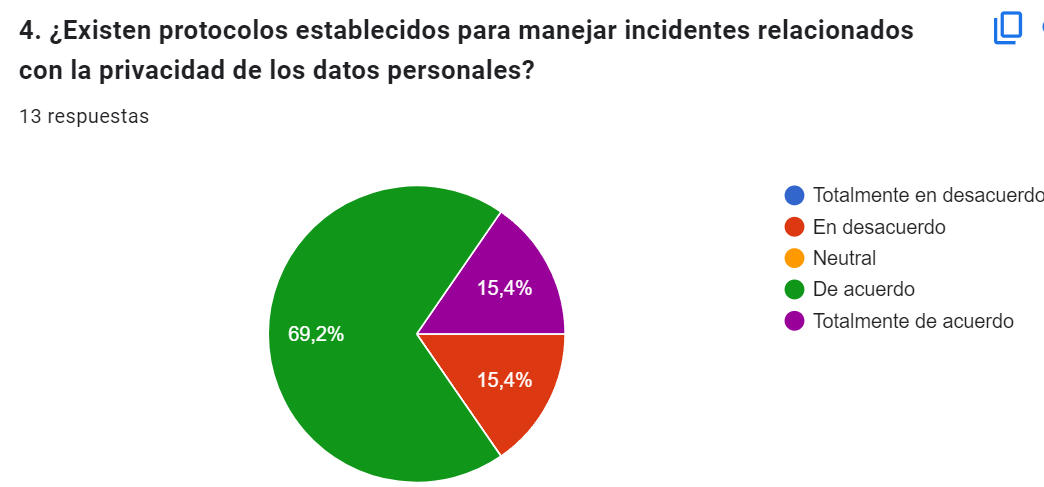 4. ¿Existen protocolos establecidos para manejar incidentes relacionados
con la privacidad de los datos personales?
13 respuestas
69,2%
15,4%
15,4%
Totalmente en desacuerdo
En desacuerdo
Neutral
De acuerdo
Totalmente de acuerdo